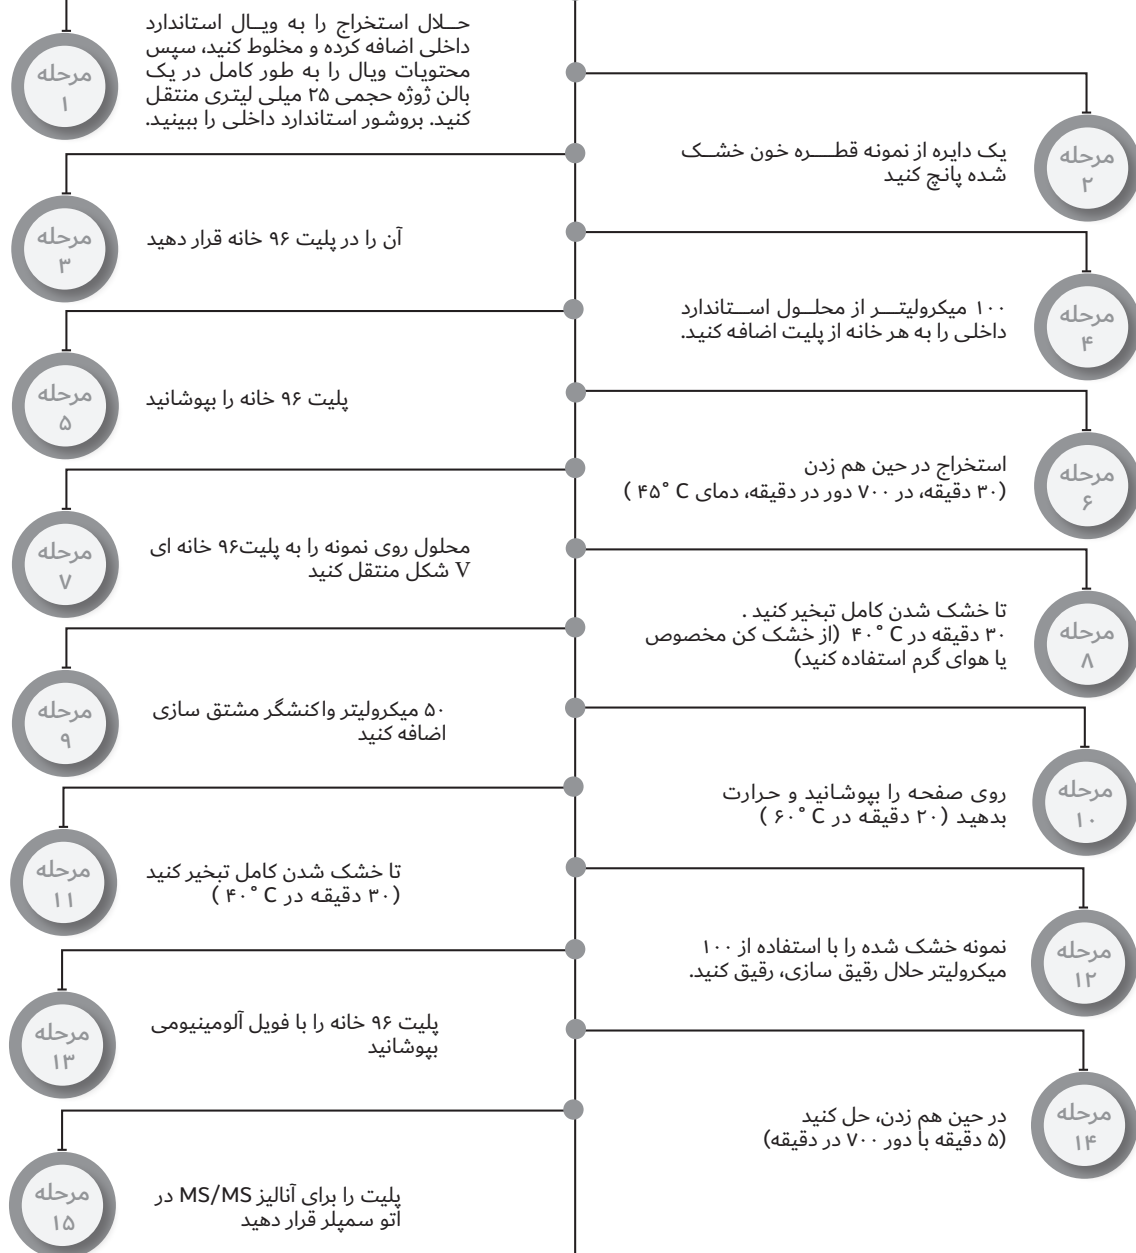 مرحله
۱
حــلال استخراج را به ویــال استاندارد
داخلی اضافه کرده و مخلوط کنید، سپس
محتویات ویال را به طور کامل در یک
بالن ژوژه حجمی ۲۵ میلی لیتری منتقل
کنید. بروشور استاندارد داخلی را ببینید.
مرحله
۲
یک دایره از نمونه قطـــره خون خشــک
شده پانچ کنید
مرحله
۳
آن را در پلیت ۹۶ خانه قرار دهید
مرحله
۴
۱۰۰ میکرولیتــر از محلــول اســتاندارد
داخلی را به هر خانه از پلیت اضافه کنید.
مرحله
۵
پلیت ۹۶ خانه را بپوشانید
مرحله
۶
استخراج در حین هم زدن
(۳۰ دقیقه، در ۷۰۰ دور در دقیقه، دمای ۴۵° C )
مرحله
۷
محلول روی نمونه را به پلیت۹۶ خانه ای
V شکل منتقل کنید
مرحله
۸
تا خشک شدن کامل تبخیر کنید .
۳۰ دقیقه در ۴۰° C (از خشک کن مخصوص
یا هوای گرم استفاده کنید)
مرحله
۹
۵۰ میکرولیتر واکنشگر مشتق سازی
اضافه کنید
مرحله
۱۰
روی صفحه را بپوشانید و حرارت
بدهید (۲۰ دقیقه در ۶۰° C )
مرحله
۱۱
تا خشک شدن کامل تبخیر کنید
(۳۰ دقیقه در ۴۰° C )
مرحله
۱۲
نمونه خشک شده را با استفاده از ۱۰۰
میکرولیتر حلال رقیق سازی، رقیق کنید.
مرحله
۱۳
پلیت ۹۶ خانه را با فویل آلومینیومی
بپوشانید
مرحله
۱۴
در حین هم زدن، حل کنید
(۵ دقیقه با دور ۷۰۰ در دقیقه)
مرحله
۱۵
پلیت را برای آنالیز MS/MS در
اتو سمپلر قرار دهید